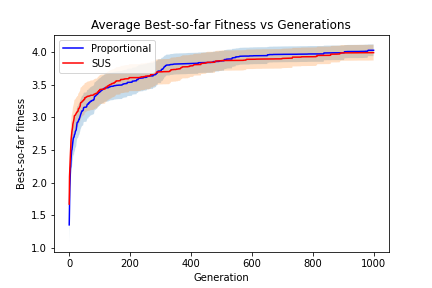 Average Best-so-far Fitness vs Generations
Proportional
SUS
Best-so-far fitness
4.0
3.5
3.0
2.5
2.0
1.5
1.0
0
200
400
600
800
1000
Generation